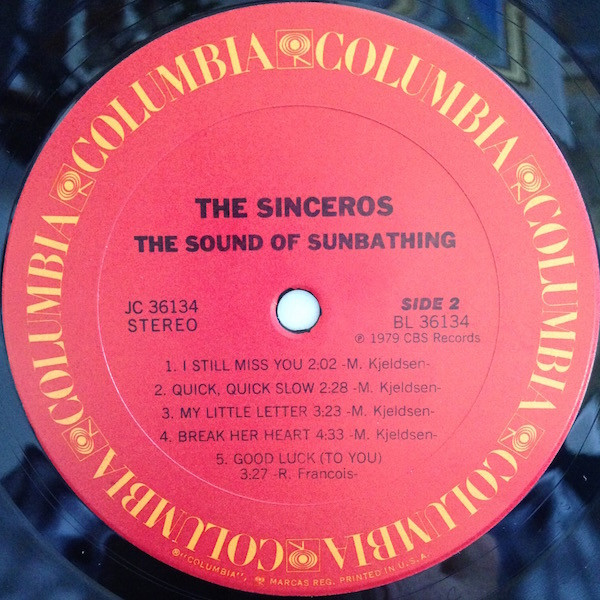 COLUMBIA COLUMBIA COLUMBIA COLUMBIA COLUMBIA COLUMBIA
THE SINCEROS
THE SOUND OF SUNBATHING
JC 36134
STEREO
SIDE 2
BL 36134
℗ 1979 CBS Records
1. I STILL MISS YOU 2:02 -M. Kjeldsen-
2. QUICK, QUICK SLOW 2:28 -M. Kjeldsen-
3. MY LITTLE LETTER 3:23 -M. Kjeldsen-
4. BREAK HER HEART 4:33 -M. Kjeldsen-
5. GOOD LUCK (TO YOU)
3:27 -R. Francois-
®"COLUMBIA", MARCAS REG. PRINTED IN U.S.A.